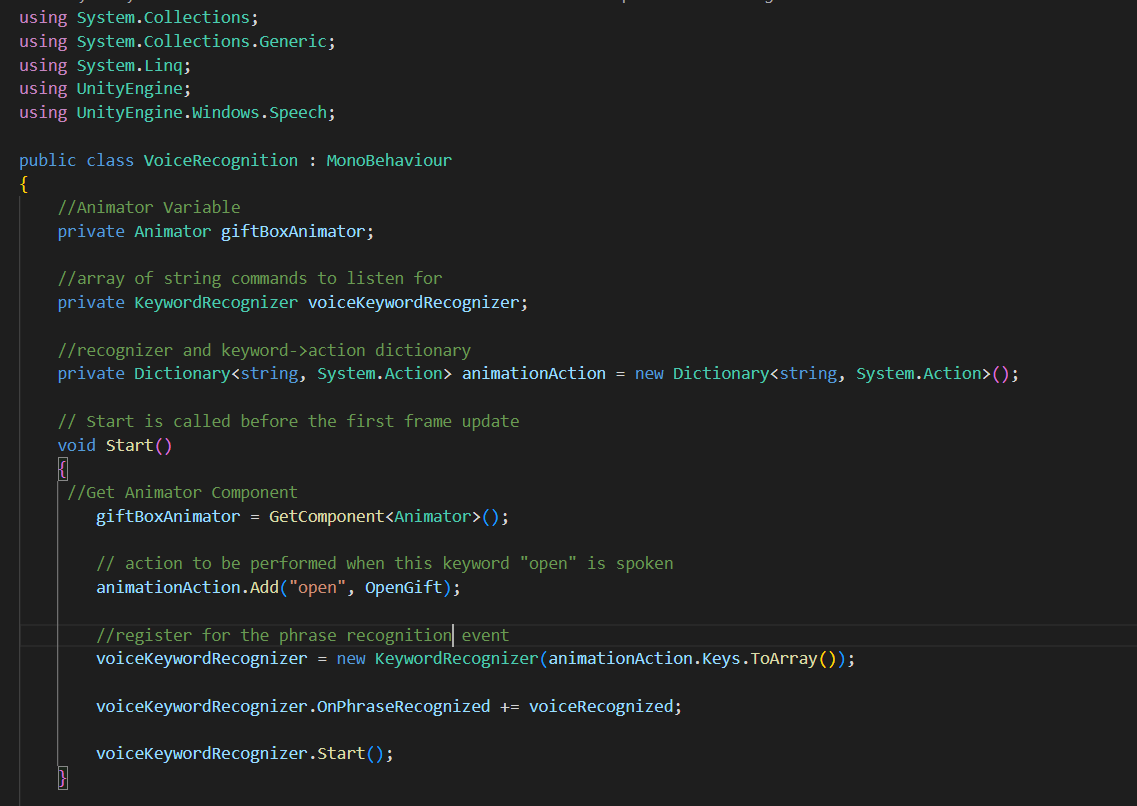 using System.Collections;
using System.Collections.Generic;
using System.Linq;
using UnityEngine;
using UnityEngine.Windows.Speech;

public class VoiceRecognition : MonoBehaviour
{
    //Animator Variable
    private Animator giftBoxAnimator;

    //array of string commands to listen for
    private KeywordRecognizer voiceKeywordRecognizer;

    //recognizer and keyword->action dictionary
    private Dictionary<string, System.Action> animationAction = new Dictionary<string, System.Action>();

    // Start is called before the first frame update
    void Start()
    {
     //Get Animator Component
        giftBoxAnimator = GetComponent<Animator>();

        // action to be performed when this keyword "open" is spoken
        animationAction.Add("open", OpenGift);

        //register for the phrase recognition event
        voiceKeywordRecognizer = new KeywordRecognizer(animationAction.Keys.ToArray());

        voiceKeywordRecognizer.OnPhraseRecognized += voiceRecognized;

        voiceKeywordRecognizer.Start();
    }